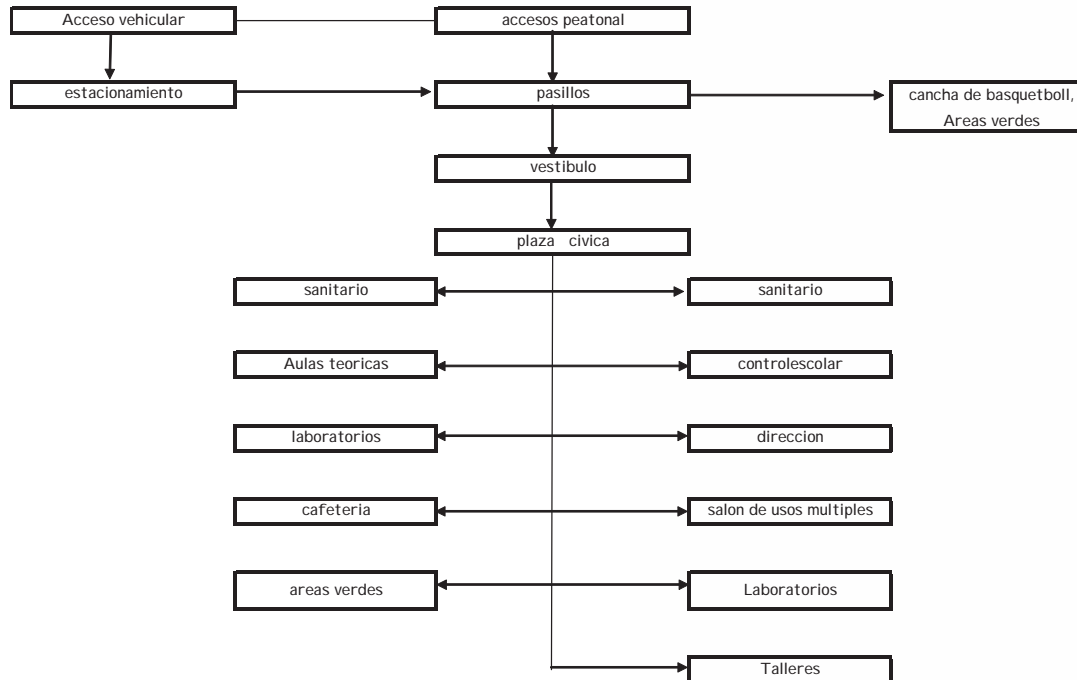 Acceso vehicular
accesos peatonal
estacionamiento
pasillos
cancha de basquetboll,
Areas verdes
vestibulo
plaza civica
sanitario
sanitario
Aulas teoricas
controlescolar
laboratorios
direccion
cafeteria
salon de usos multiples
areas verdes
Laboratorios
Talleres